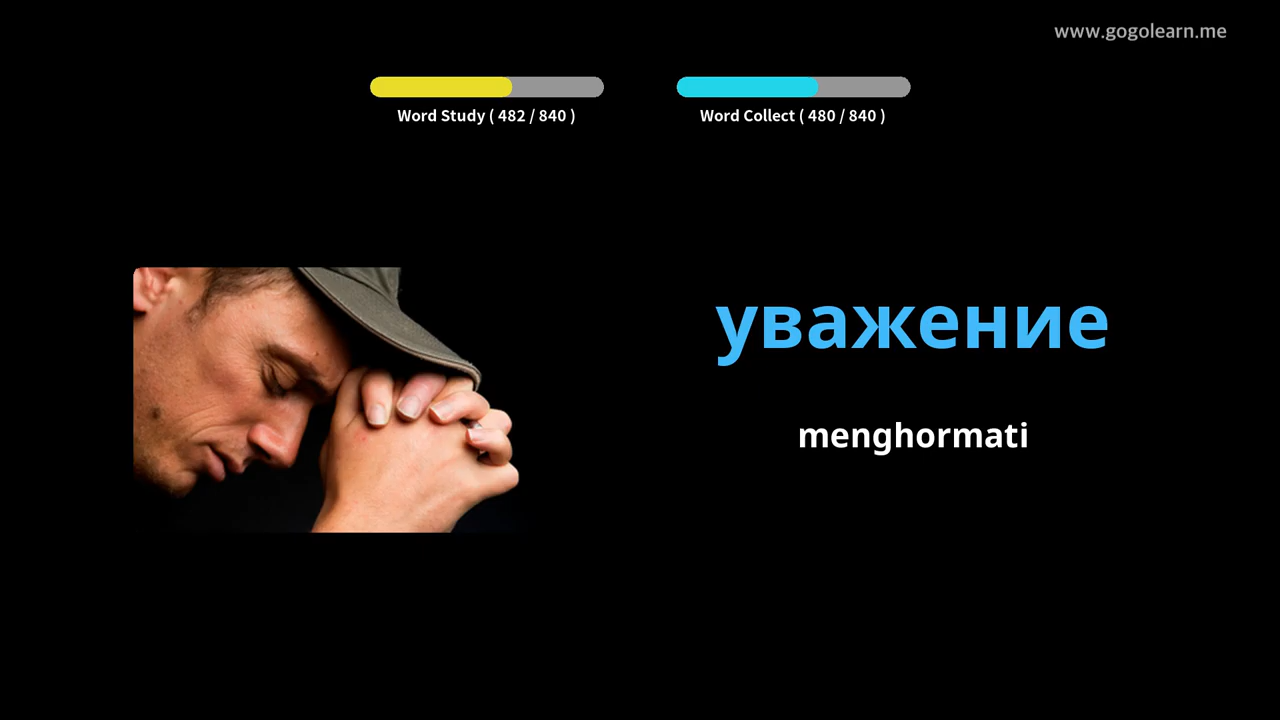 www.gogolearn.me
Word Study ( 482 / 840 )
Word Collect ( 480 / 840 )
уважение
menghormati